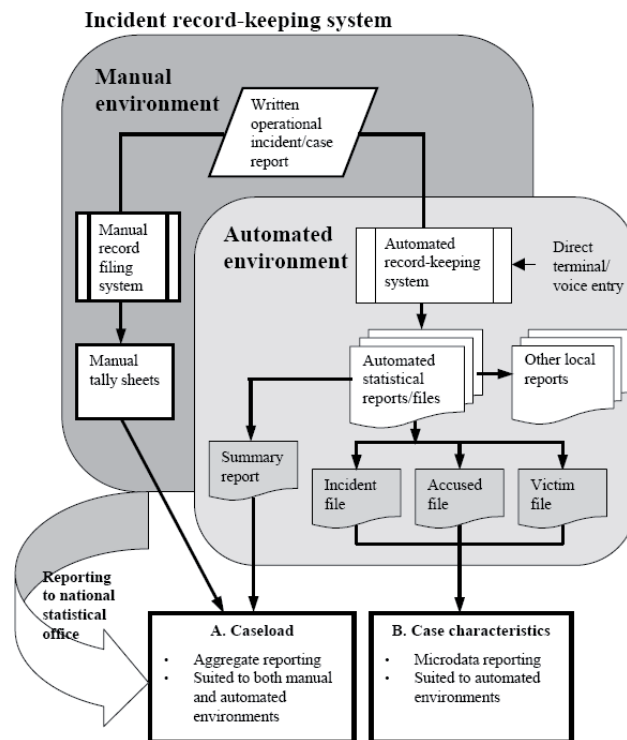 Incident record-keeping system
Manual
environment
Written
operational
incident/case
report
Manual
record
filing
system
Automated
environment
Automated
record-keeping
system
Direct
terminal/
voice entry
Manual
tally sheets
Automated
statistical
reports/files
Other local
reports
Summary
report
Incident
file
Accused
file
Victim
file
Reporting
to national
statistical
office
A. Caseload
• Aggregate reporting
• Suited to both manual
and automated
environments
B. Case characteristics
• Microdata reporting
• Suited to automated
environments